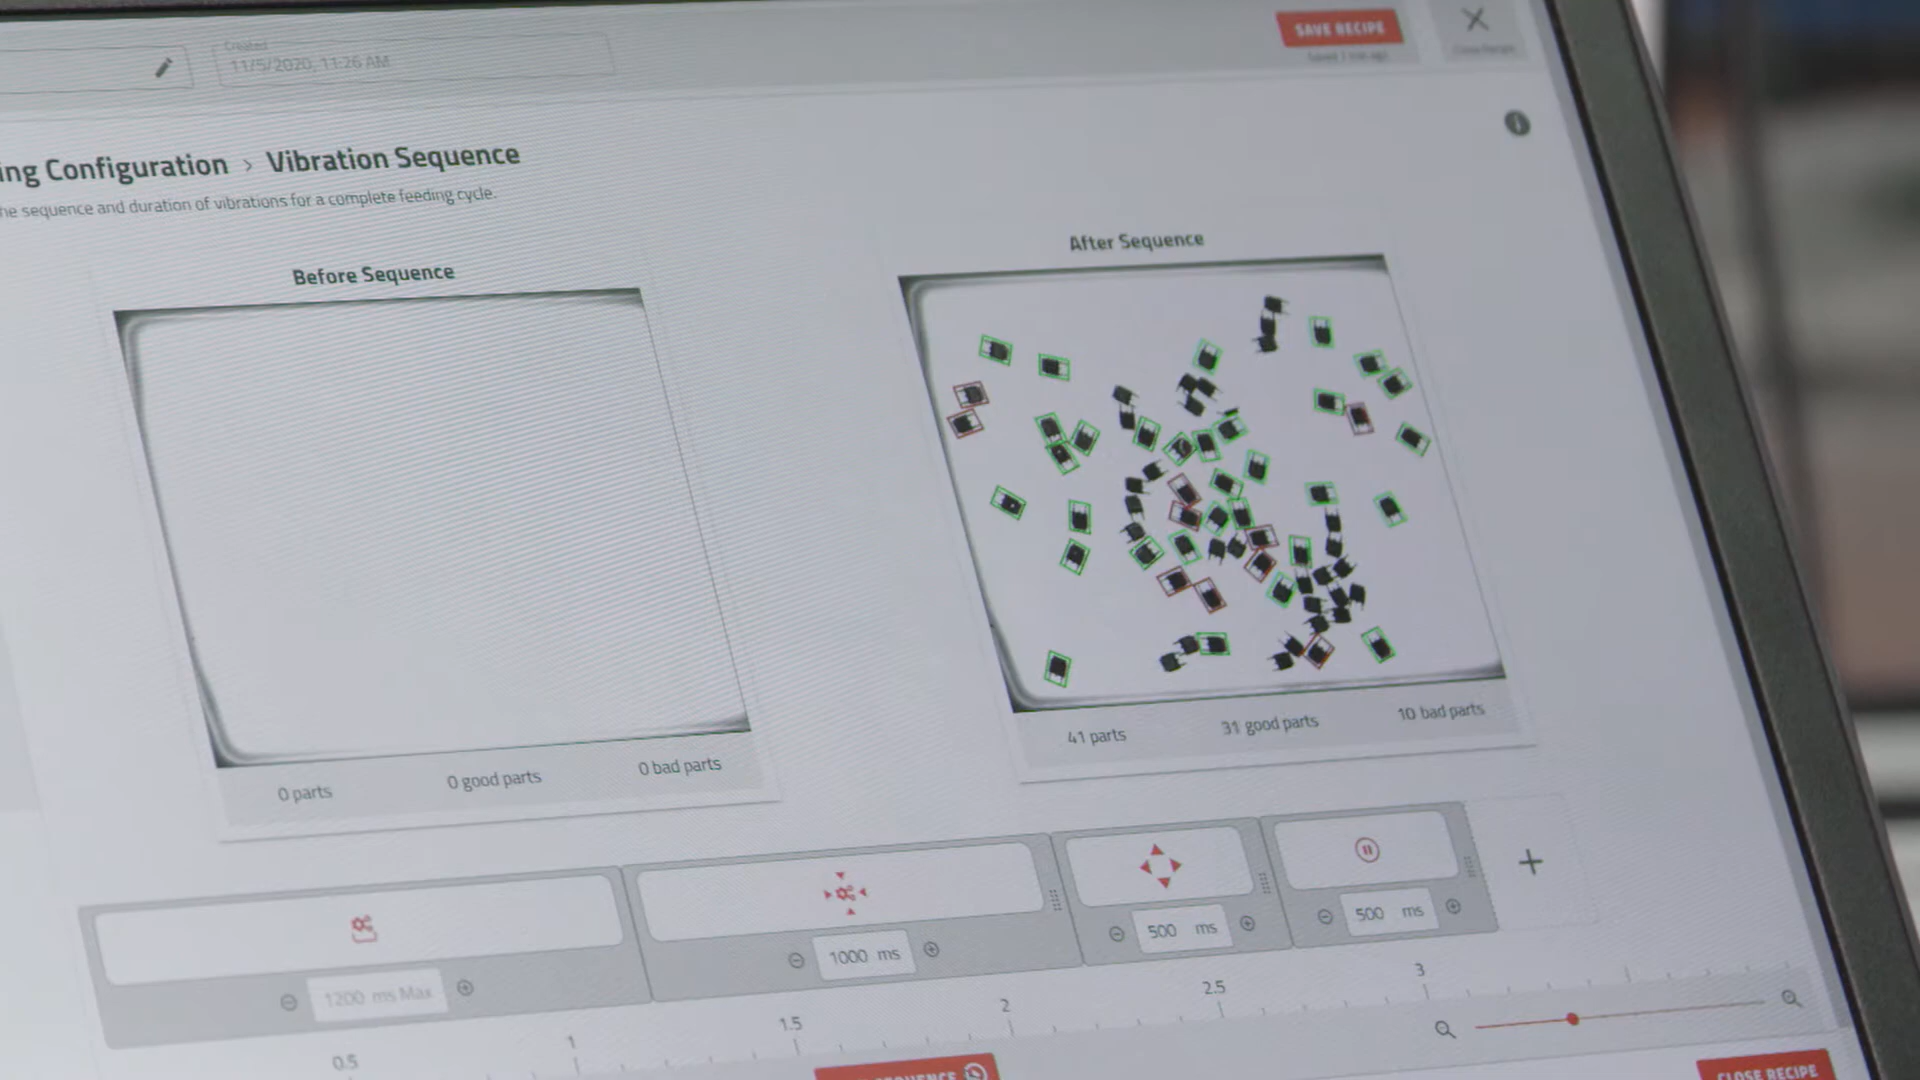 Created
11/5/2020, 11:26 AM
SAVE RECIPE
ing Configuration > Vibration Sequence
he sequence and duration of vibrations for a complete feeding cycle.
Before Sequence
After Sequence
0 parts
0 good parts
0 bad parts
41 parts
31 good parts
10 bad parts
1200 ms Max
1000 ms
500 ms
500 ms
0.5
1
1.5
2
2.5
3
SEQUENCE
CLOSE RECIPE